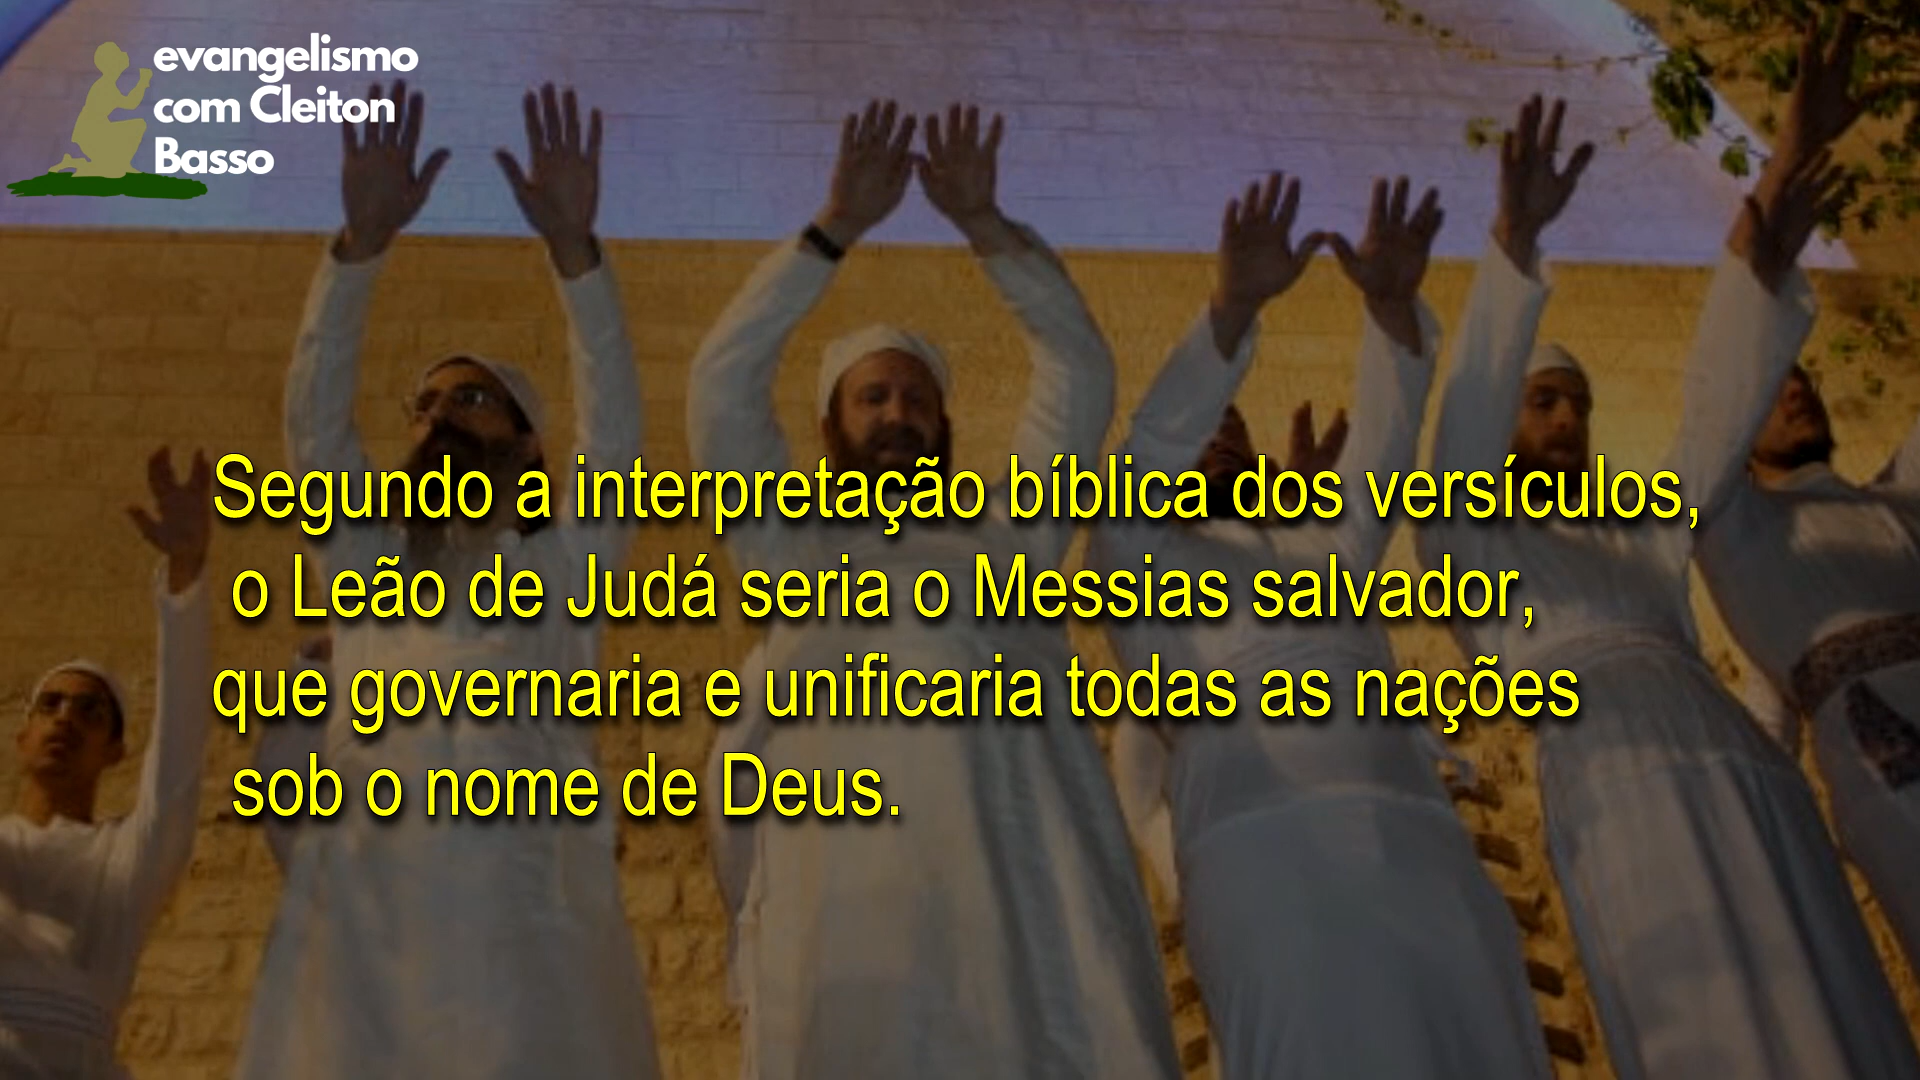 evangelismo
com Cleiton
Basso
Segundo a interpretação bíblica dos versículos,
o Leão de Judá seria o Messias salvador,
que governaria e unificaria todas as nações
sob o nome de Deus.